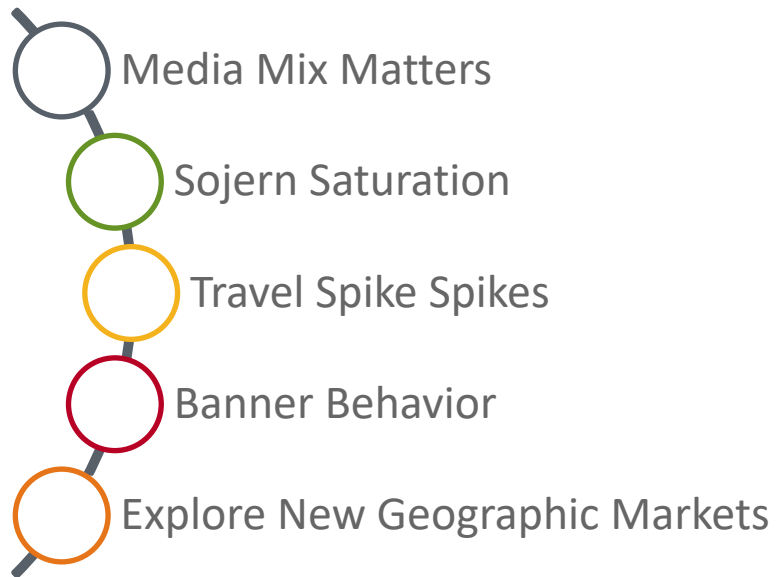 Media Mix Matters
Sojern Saturation
Travel Spike Spikes
Banner Behavior
Explore New Geographic Markets